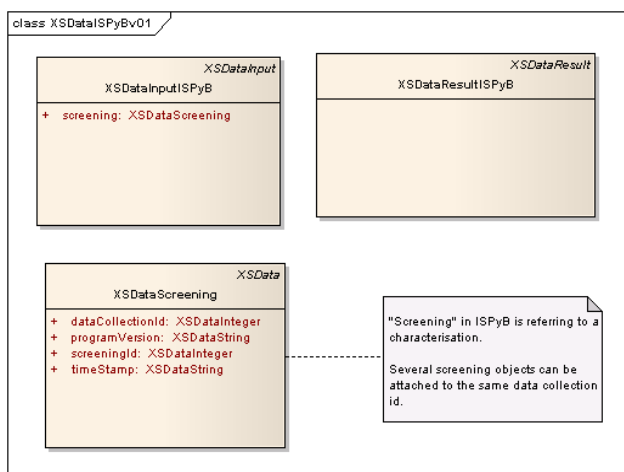 class XSDataISPyBv01
XSDataInput
XSDataInputISPyB
+ screening: XSDataScreening
XSDataResult
XSDataResultISPyB
XSData
XSDataScreening
+ dataCollectionId: XSDataInteger
+ programVersion: XSDataString
+ screeningId: XSDataInteger
+ timeStamp: XSDataString
"Screening" in ISPyB is referring to a
characterisation.
Several screening objects can be
attached to the same data collection
id.